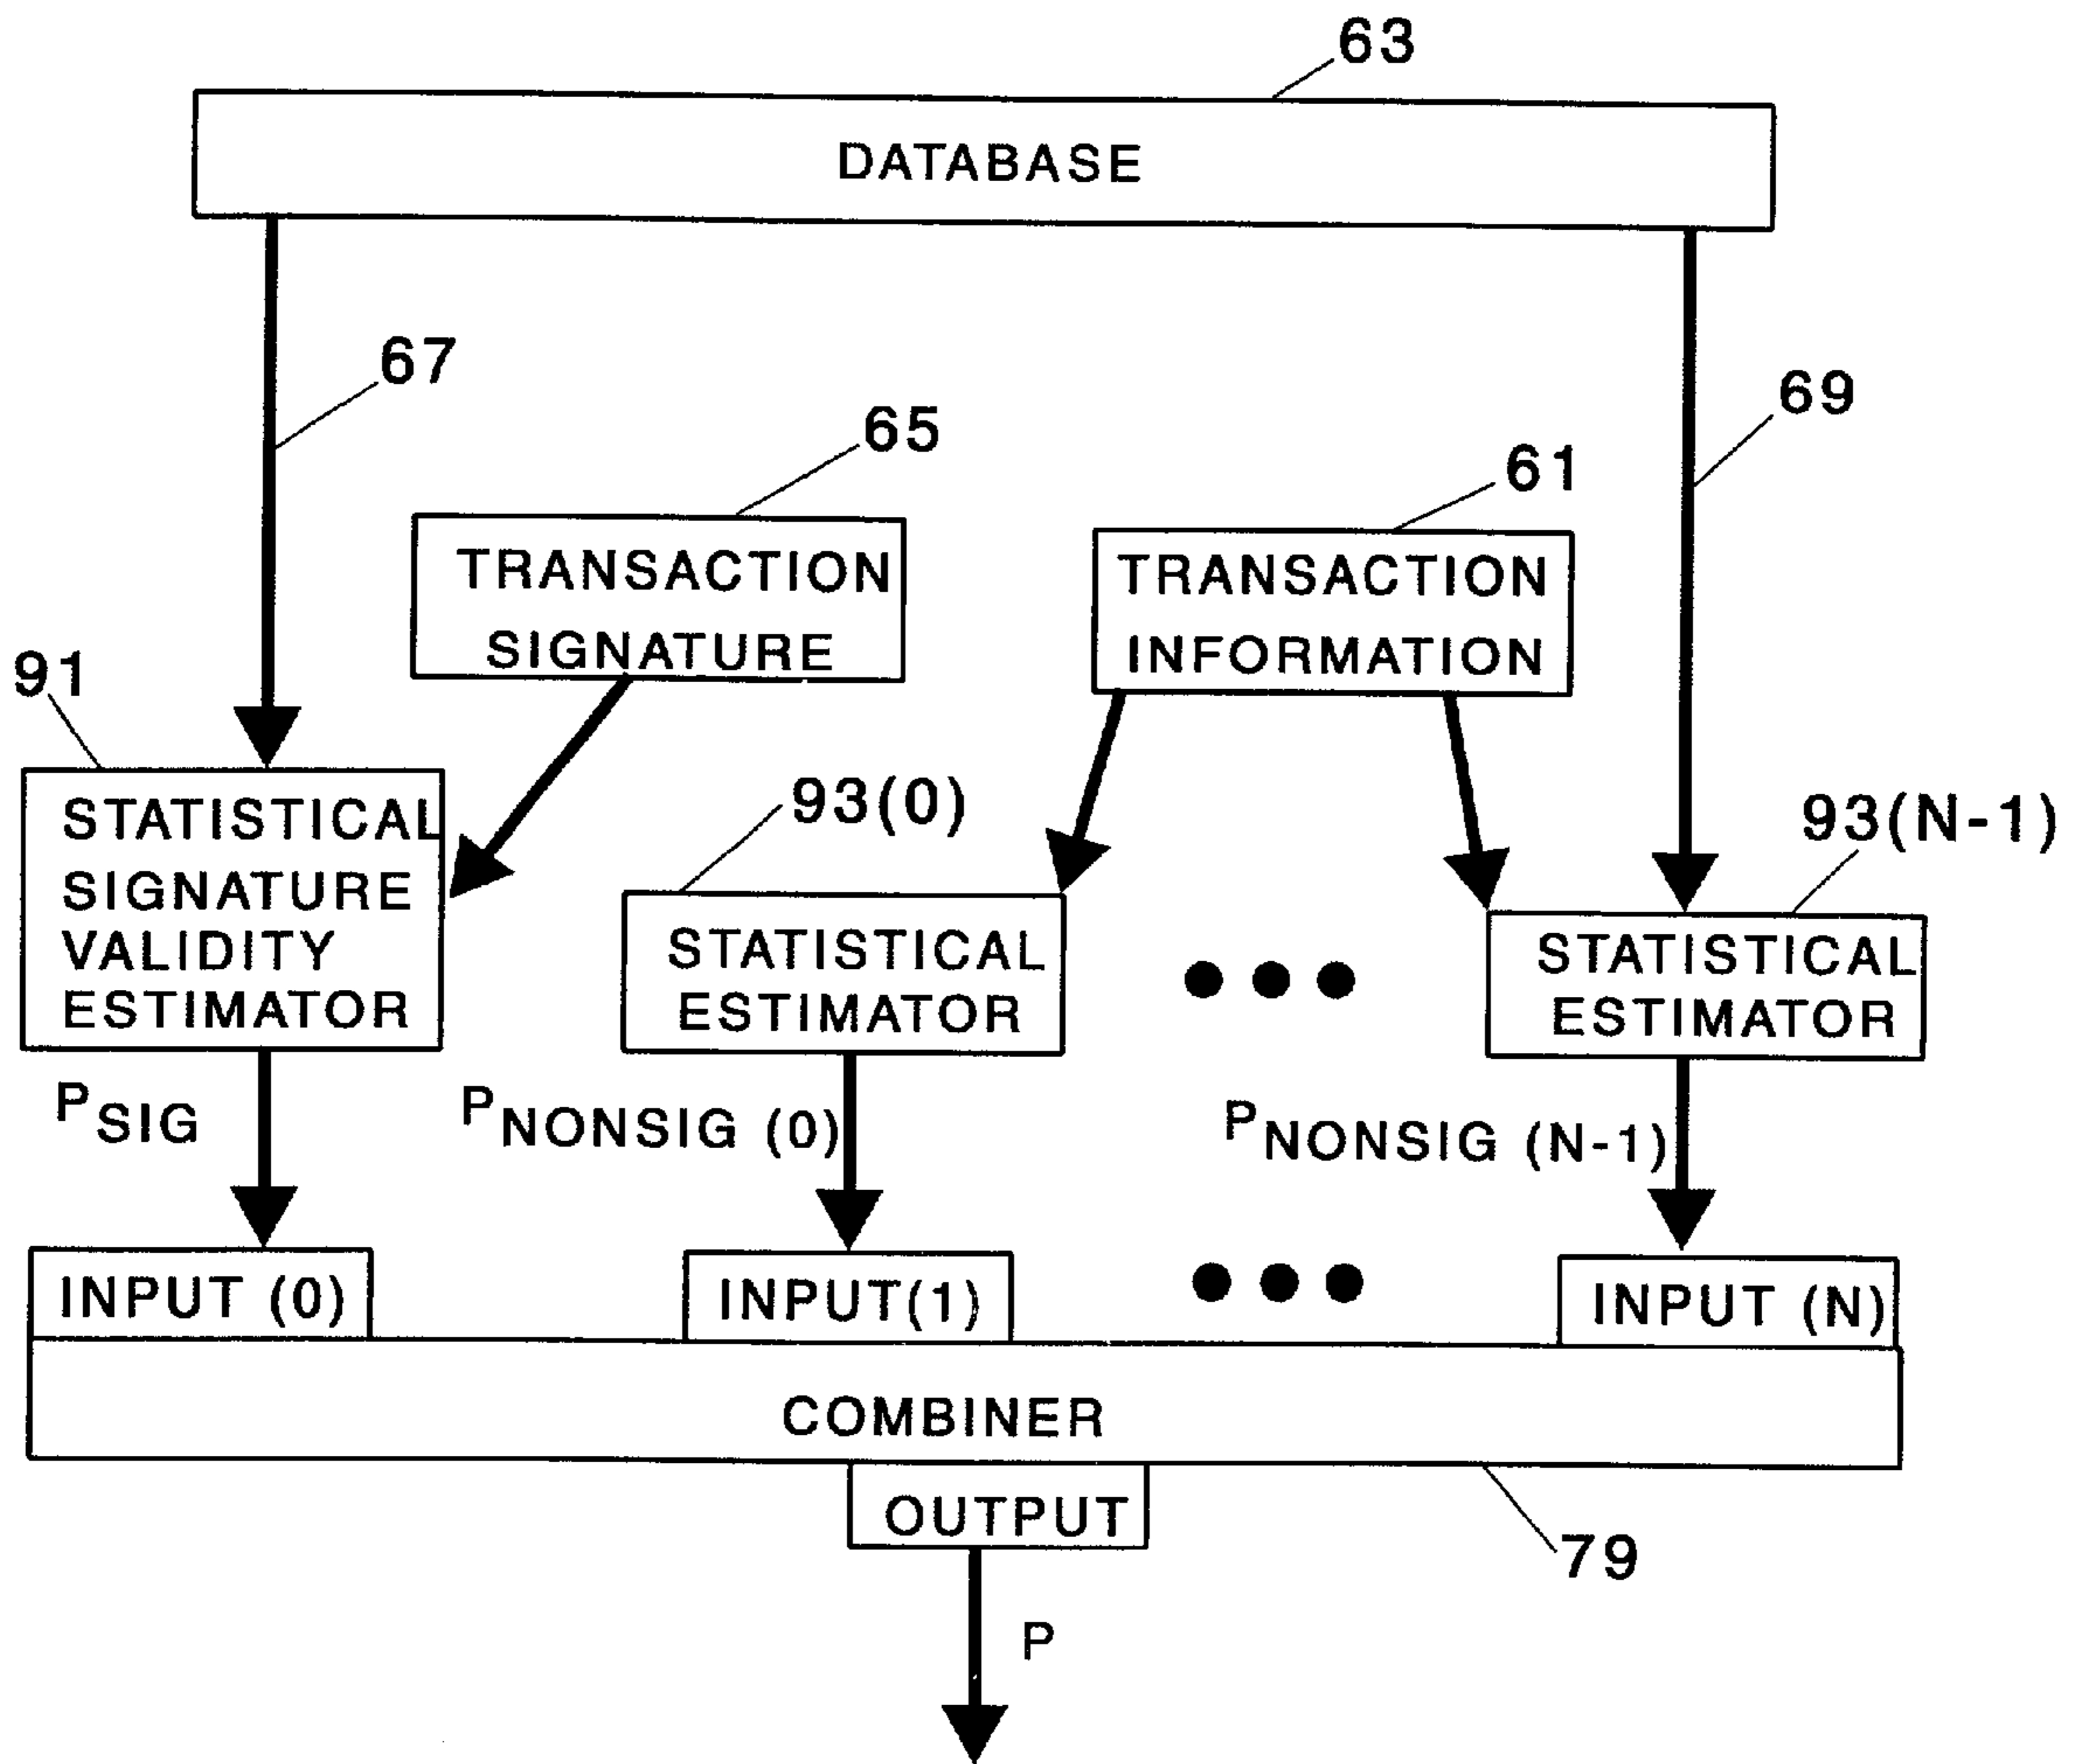 63
DATABASE
67
69
65
61
TRANSACTION
SIGNATURE
TRANSACTION
INFORMATION
91
93(0)
93(N-1)
STATISTICAL
SIGNATURE
VALIDITY
ESTIMATOR
STATISTICAL
ESTIMATOR
STATISTICAL
ESTIMATOR
PSIG
PNONSIG (0)
PNONSIG (N-1)
INPUT (0)
INPUT(1)
INPUT (N)
COMBINER
OUTPUT
79
P